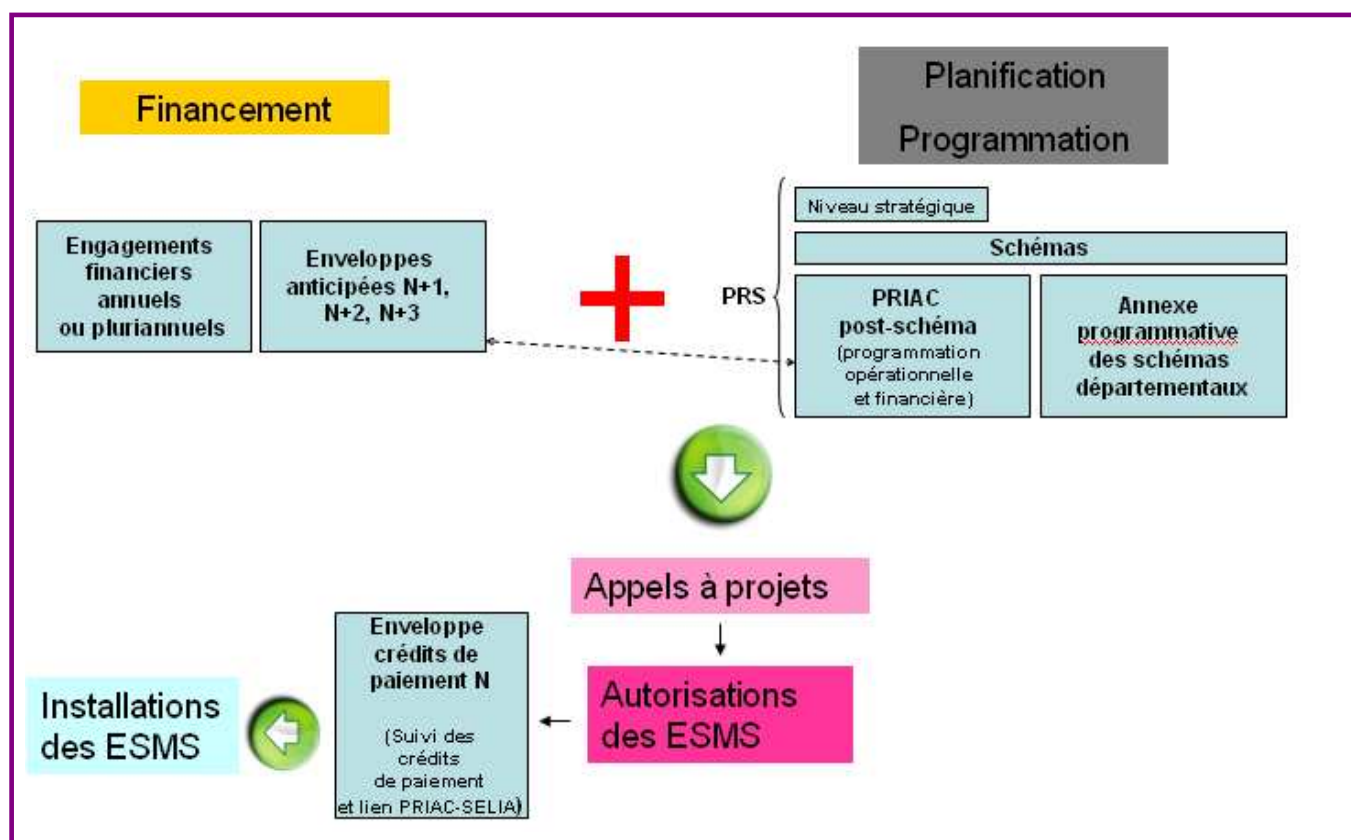 Financement
Planification
Programmation
Engagements
financiers
annuels
ou pluriannuels
Enveloppes
anticipées N+1,
N+2, N+3
PRS
Niveau stratégique
Schémas
PRIAC
post-schéma
(programmation
opérationnelle
et financière)
Annexe
programmative
des schémas
départementaux
Appels à projets
Autorisations
des ESMS
Enveloppe
crédits de
paiement N
(Suivi des
crédits
de paiement
et lien PRIAC-SELIA)
Installations
des ESMS